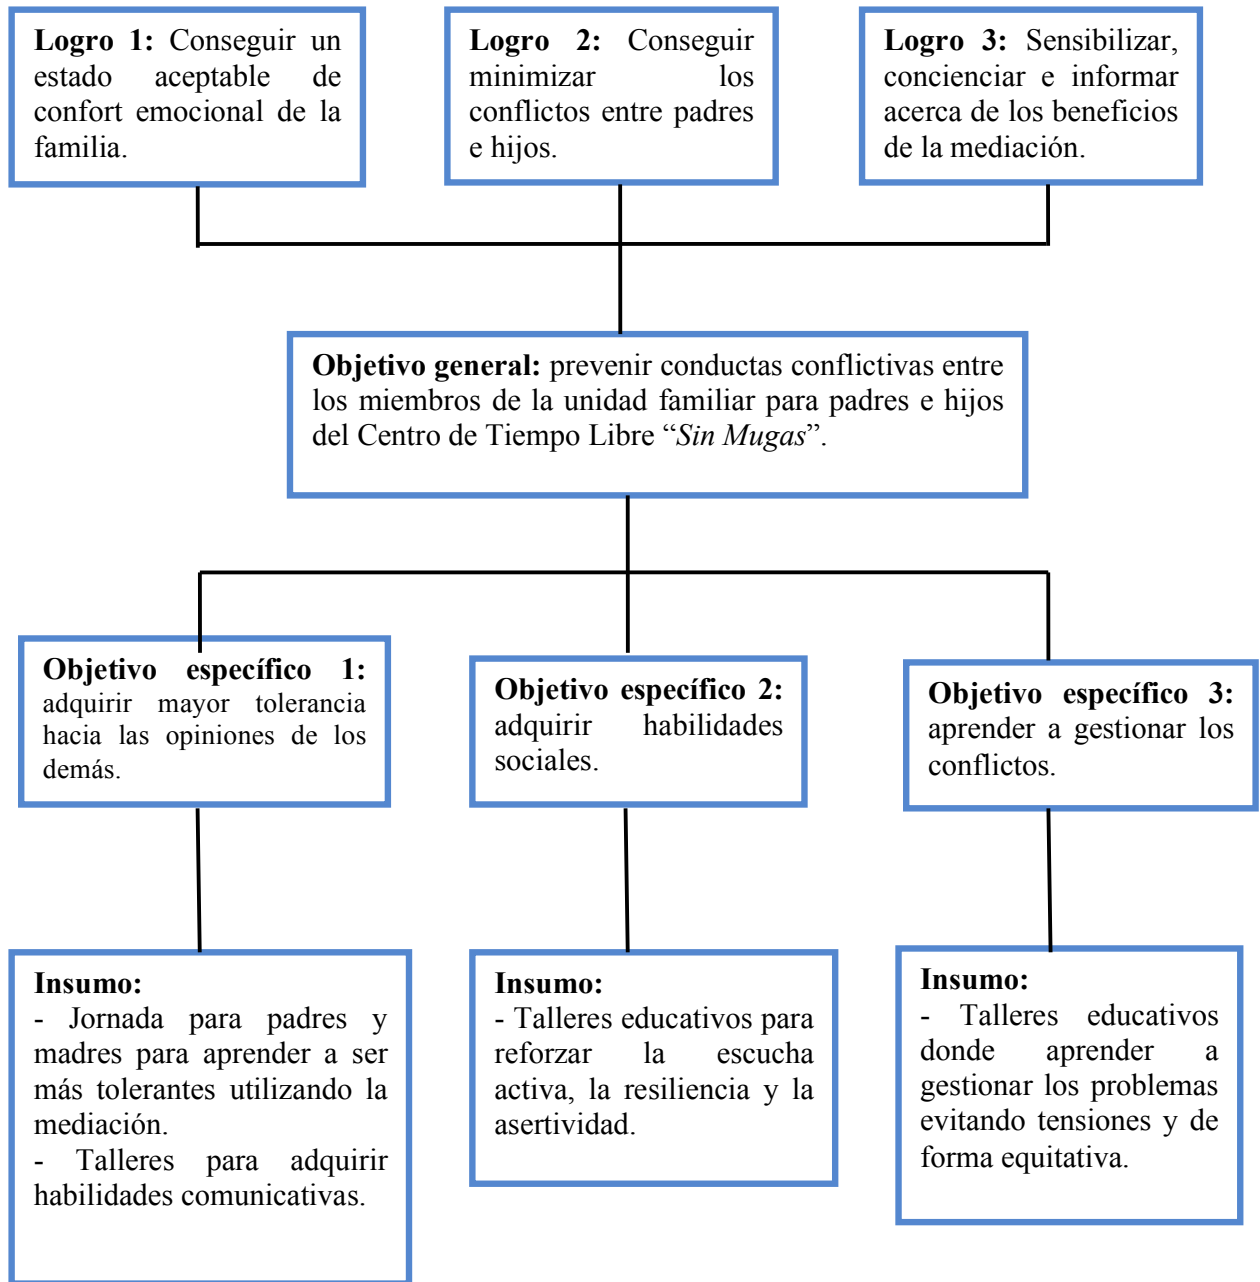 Logro 1: Conseguir un
estado aceptable de
confort emocional de la
familia.
Logro 2: Conseguir
minimizar los
conflictos entre padres
e hijos.
Logro 3: Sensibilizar,
concienciar e informar
acerca de los beneficios
de la mediación.
Objetivo general: prevenir conductas conflictivas entre
los miembros de la unidad familiar para padres e hijos
del Centro de Tiempo Libre “Sin Mugas”.
Objetivo específico 1:
adquirir mayor tolerancia
hacia las opiniones de los
demás.
Objetivo específico 2:
adquirir habilidades
sociales.
Objetivo específico 3:
aprender a gestionar los
conflictos.
Insumo:
- Jornada para padres y
madres para aprender a ser
más tolerantes utilizando la
mediación.
- Talleres para adquirir
habilidades comunicativas.
Insumo:
- Talleres educativos para
reforzar la escucha
activa, la resiliencia y la
asertividad.
Insumo:
- Talleres educativos
donde aprender a
gestionar los problemas
evitando tensiones y de
forma equitativa.